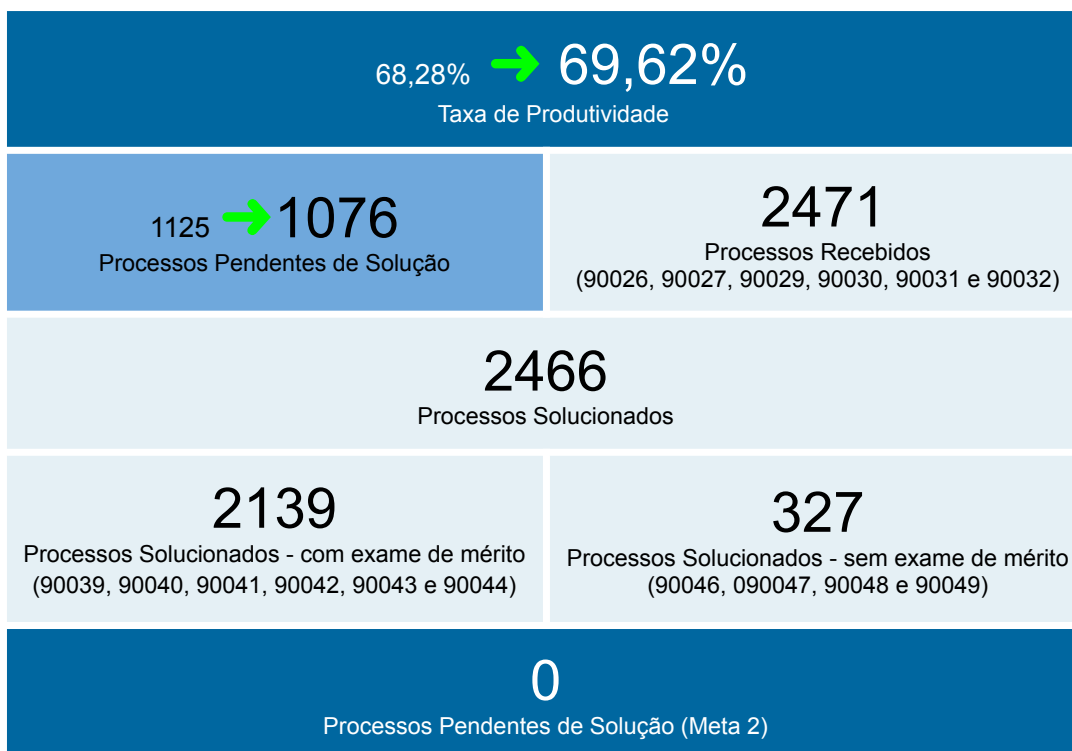 68,28% ➜ 69,62%
Taxa de Produtividade
1125 ➜ 1076
Processos Pendentes de Solução
2471
Processos Recebidos
(90026, 90027, 90029, 90030, 90031 e 90032)
2466
Processos Solucionados
2139
Processos Solucionados - com exame de mérito
(90039, 90040, 90041, 90042, 90043 e 90044)
327
Processos Solucionados - sem exame de mérito
(90046, 090047, 90048 e 90049)
0
Processos Pendentes de Solução (Meta 2)